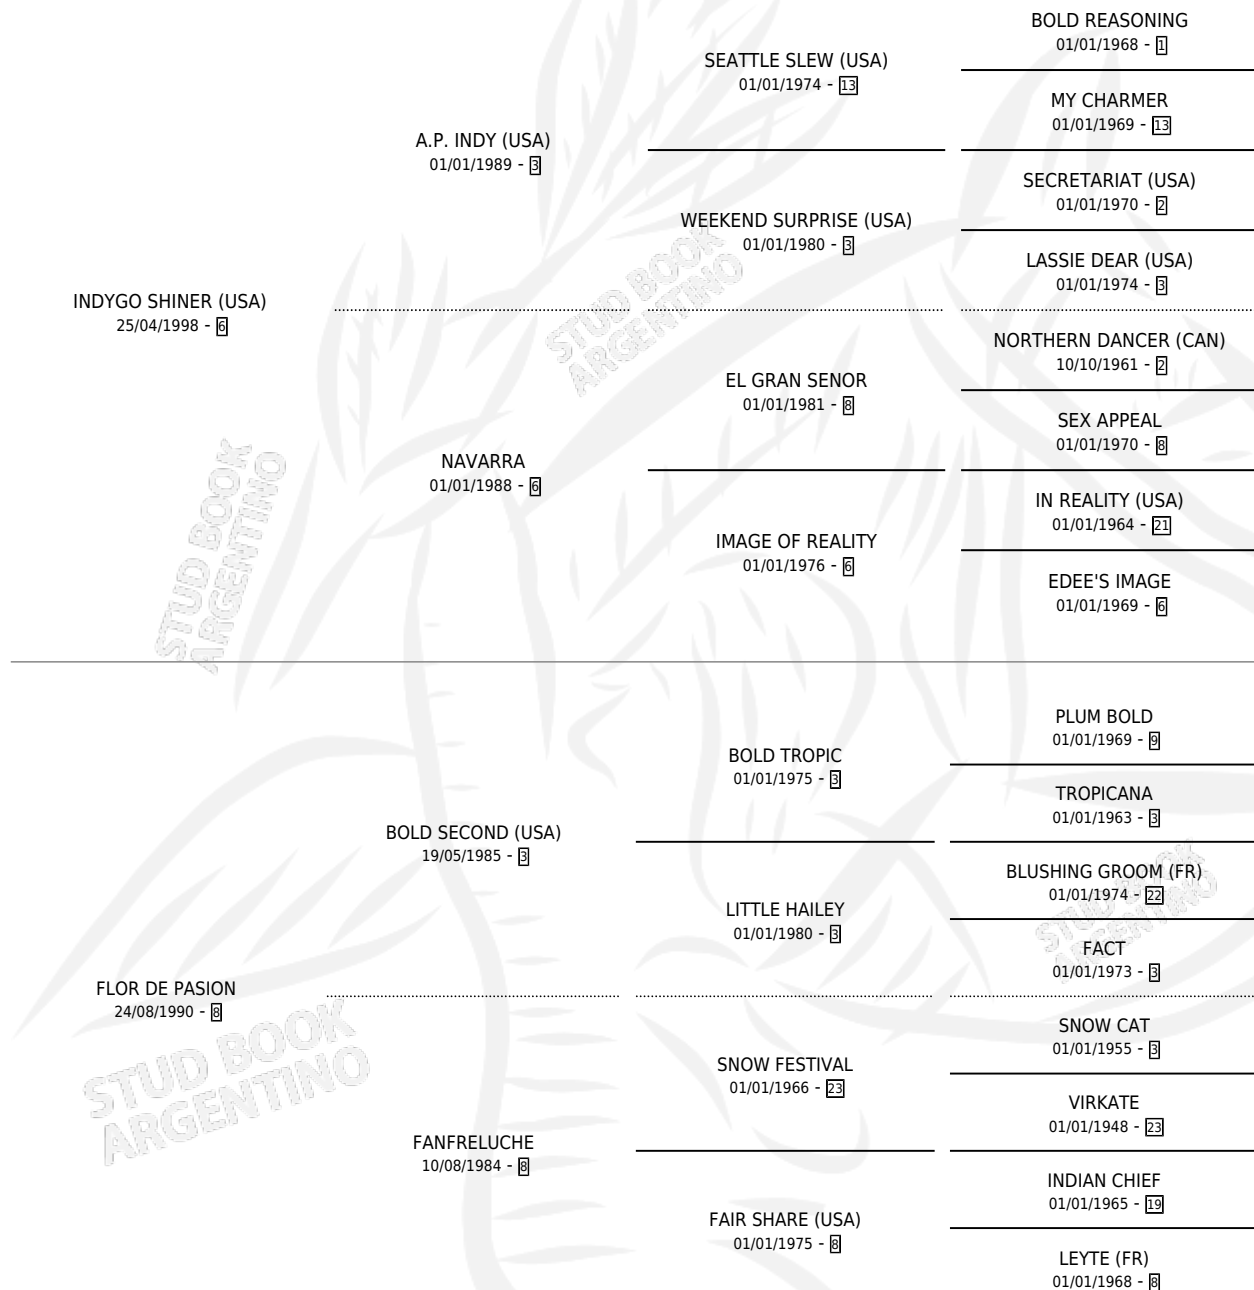 BOLD REASONING
01/01/1968 - 1
SEATTLE SLEW (USA)
01/01/1974 - 13
MY CHARMER
01/01/1969 - 13
A.P. INDY (USA)
01/01/1989 - 3
SECRETARIAT (USA)
01/01/1970 - 2
WEEKEND SURPRISE (USA)
01/01/1980 - 3
LASSIE DEAR (USA)
01/01/1974 - 3
INDYGO SHINER (USA)
25/04/1998 - 6
NORTHERN DANCER (CAN)
10/10/1961 - 2
EL GRAN SENOR
01/01/1981 - 8
SEX APPEAL
01/01/1970 - 8
NAVARRA
01/01/1988 - 6
IN REALITY (USA)
01/01/1964 - 21
IMAGE OF REALITY
01/01/1976 - 6
EDEE'S IMAGE
01/01/1969 - 6
PLUM BOLD
01/01/1969 - 9
BOLD TROPIC
01/01/1975 - 3
TROPICANA
01/01/1963 - 3
BOLD SECOND (USA)
19/05/1985 - 3
BLUSHING GROOM (FR)
01/01/1974 - 22
LITTLE HAILEY
01/01/1980 - 3
FACT
01/01/1973 - 3
FLOR DE PASION
24/08/1990 - 8
SNOW CAT
01/01/1955 - 3
SNOW FESTIVAL
01/01/1966 - 23
VIRKATE
01/01/1948 - 23
FANFRELUCHE
10/08/1984 - 8
INDIAN CHIEF
01/01/1965 - 19
FAIR SHARE (USA)
01/01/1975 - 8
LEYTE (FR)
01/01/1968 - 8
STUD BOOK
ARGENTINO
STUD BOOK
ARGENTINO
STUD BOOK
ARGENTINO
STUD BOOK
ARGENTINO